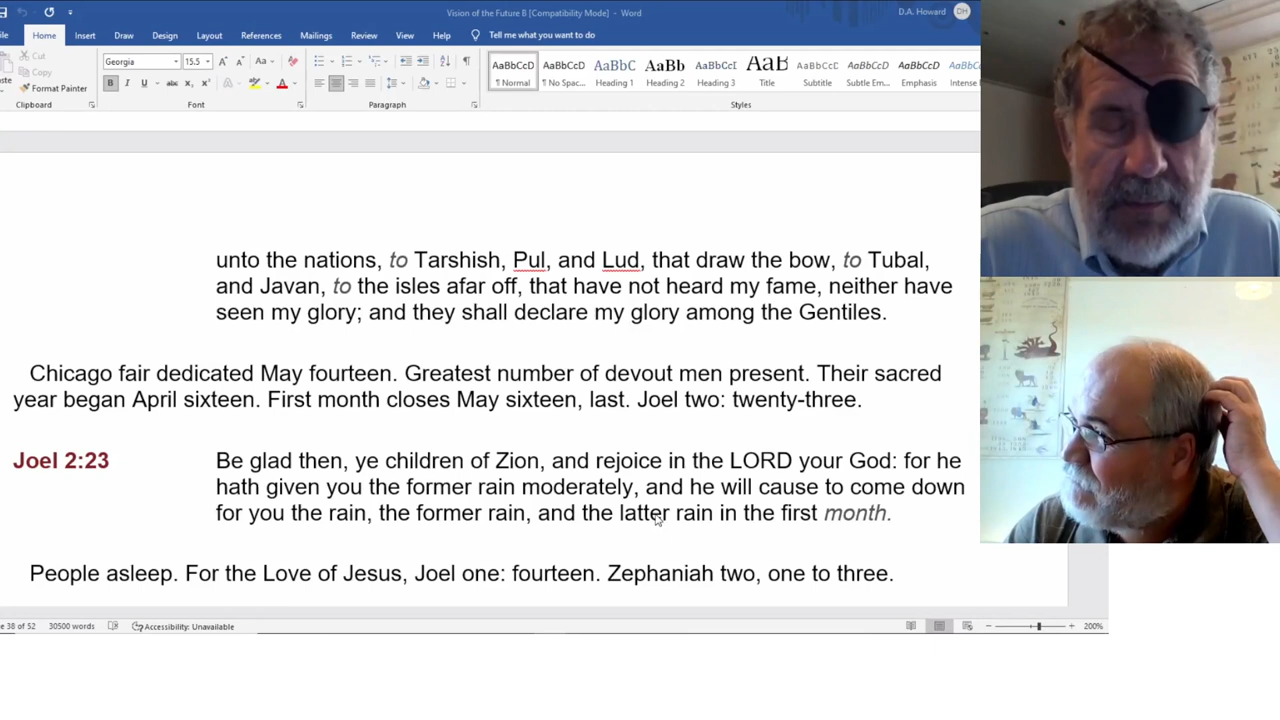 Vision of the Future B [Compatibility Mode] - Word
D.A. Howard
DH
Home Insert Draw Design Layout References Mailings Review View Help Tell me what you want to do
Cut
Copy
Format Painter
Clipboard
Georgia 15.5
Font
Paragraph
AaBbCcD AaBbCcD AaBbC AaBb AaBbCcI AaB AaBbCcD AaBbCcD AaBbCcD
¶ Normal ¶ No Spac... Heading 1 Heading 2 Heading 3 Title Subtitle Subtle Em... Emphasis Intense
Styles
unto the nations, to Tarshish, Pul, and Lud, that draw the bow, to Tubal,
and Javan, to the isles afar off, that have not heard my fame, neither have
seen my glory; and they shall declare my glory among the Gentiles.
Chicago fair dedicated May fourteen. Greatest number of devout men present. Their sacred
year began April sixteen. First month closes May sixteen, last. Joel two: twenty-three.
Joel 2:23 Be glad then, ye children of Zion, and rejoice in the LORD your God: for he
hath given you the former rain moderately, and he will cause to come down
for you the rain, the former rain, and the latter rain in the first month.
People asleep. For the Love of Jesus, Joel one: fourteen. Zephaniah two, one to three.
38 of 52 30500 words Accessibility: Unavailable 200%